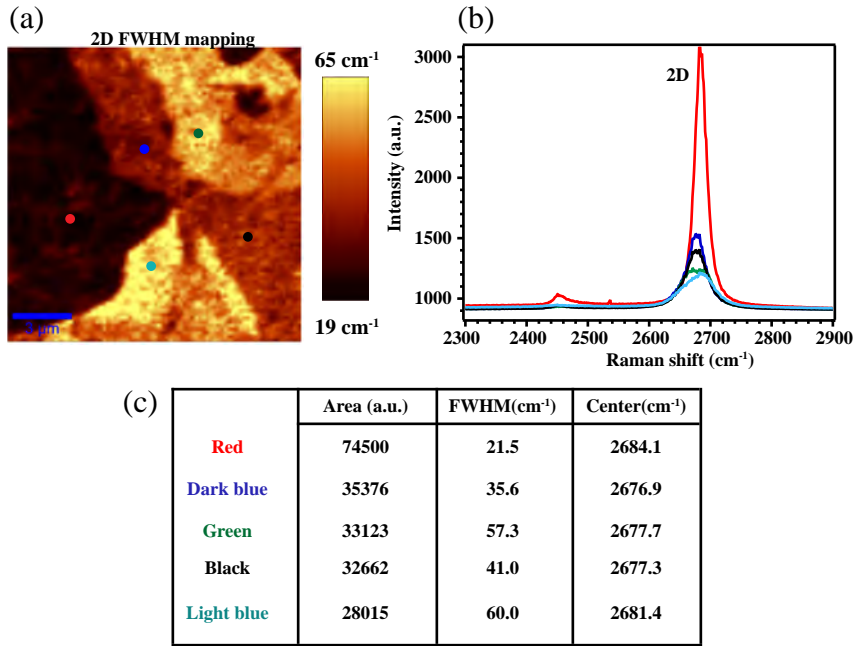 (a)
2D FWHM mapping
65 cm⁻¹
19 cm⁻¹
3 μm
(b)
2D
Intensity (a.u.)
3000
2500
2000
1500
1000
2300 2400 2500 2600 2700 2800 2900
Raman shift (cm⁻¹)
(c)
Area (a.u.) FWHM(cm⁻¹) Center(cm⁻¹)
Red 74500 21.5 2684.1
Dark blue 35376 35.6 2676.9
Green 33123 57.3 2677.7
Black 32662 41.0 2677.3
Light blue 28015 60.0 2681.4